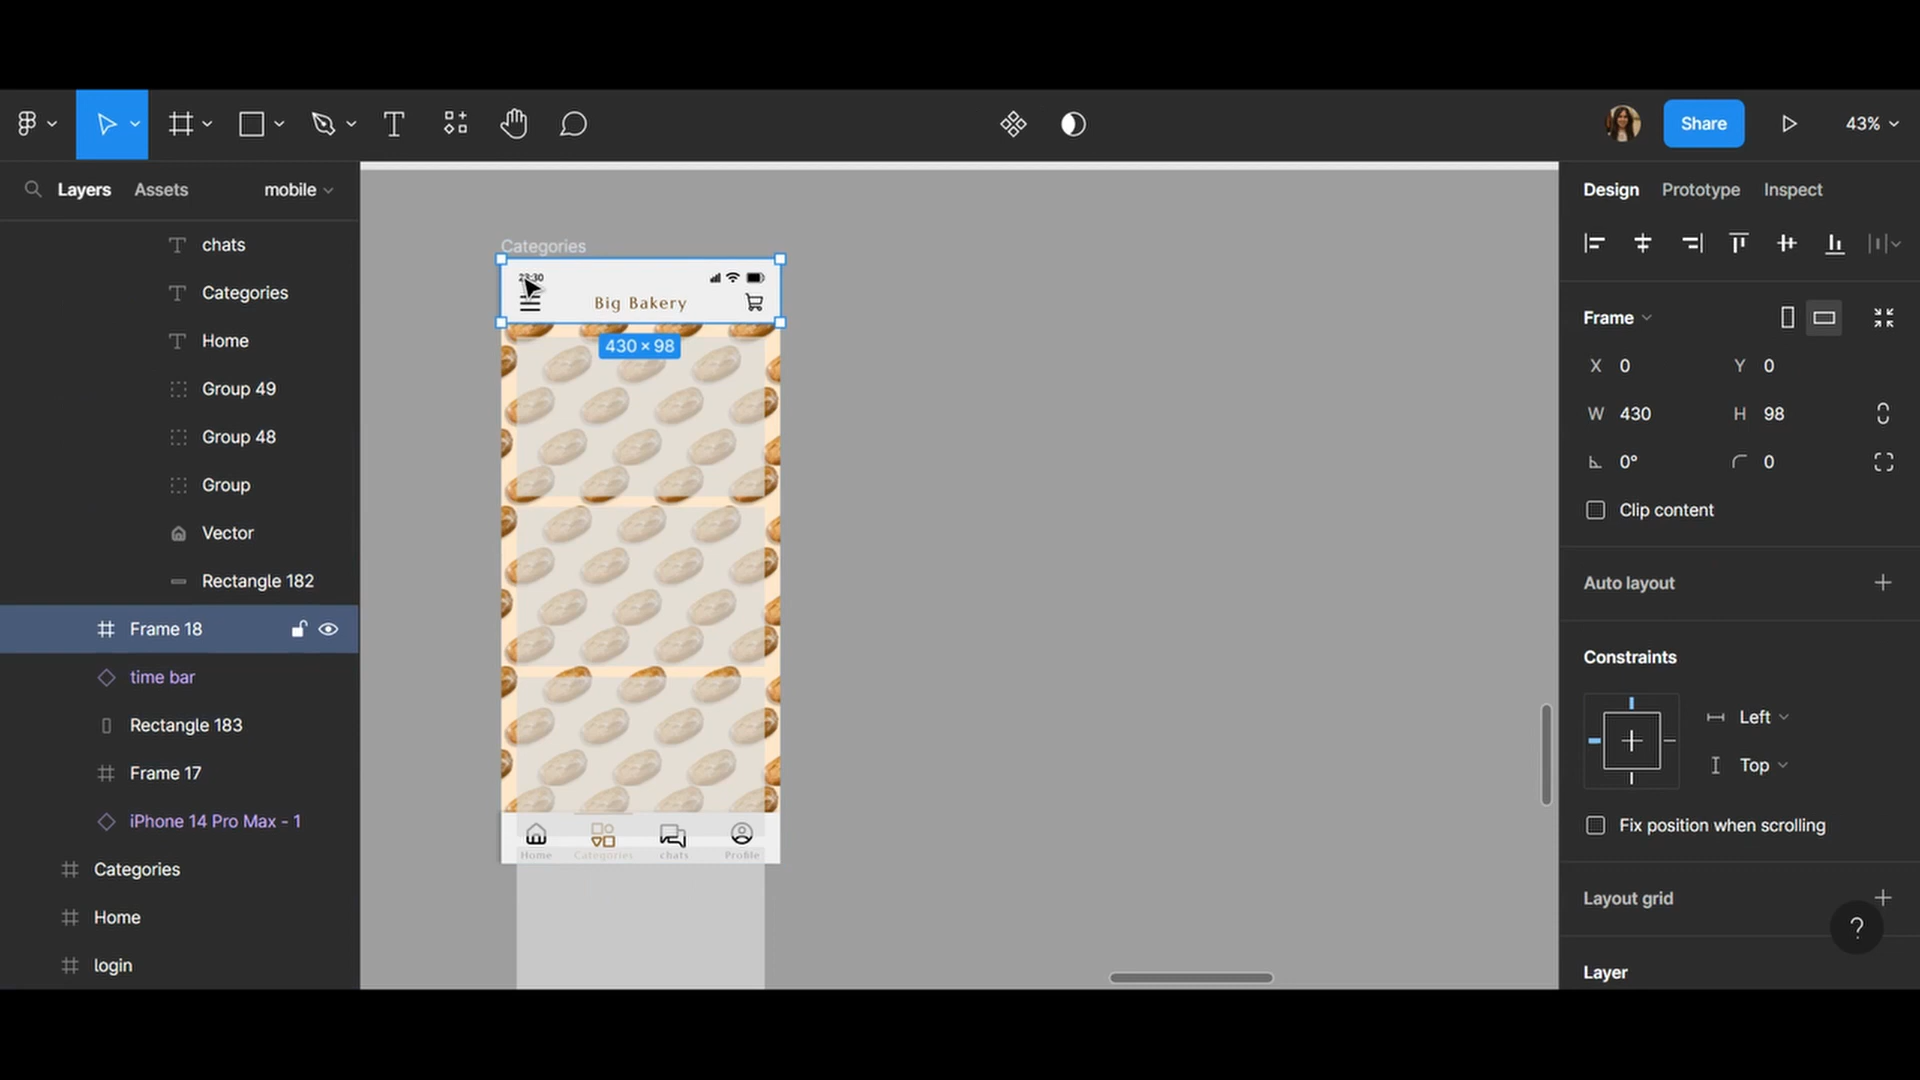 Share
43%
Layers
Assets
mobile
Design
Prototype
Inspect
chats
Categories
Home
Group 49
Group 48
Group
Vector
Rectangle 182
Frame 18
time bar
Rectangle 183
Frame 17
iPhone 14 Pro Max - 1
Categories
Home
login
Categories
23:30
Big Bakery
430 × 98
Home
Categories
chats
Profile
Frame
X 0
Y 0
W 430
H 98
0°
0
Clip content
Auto layout
Constraints
Left
Top
Fix position when scrolling
Layout grid
?
Layer